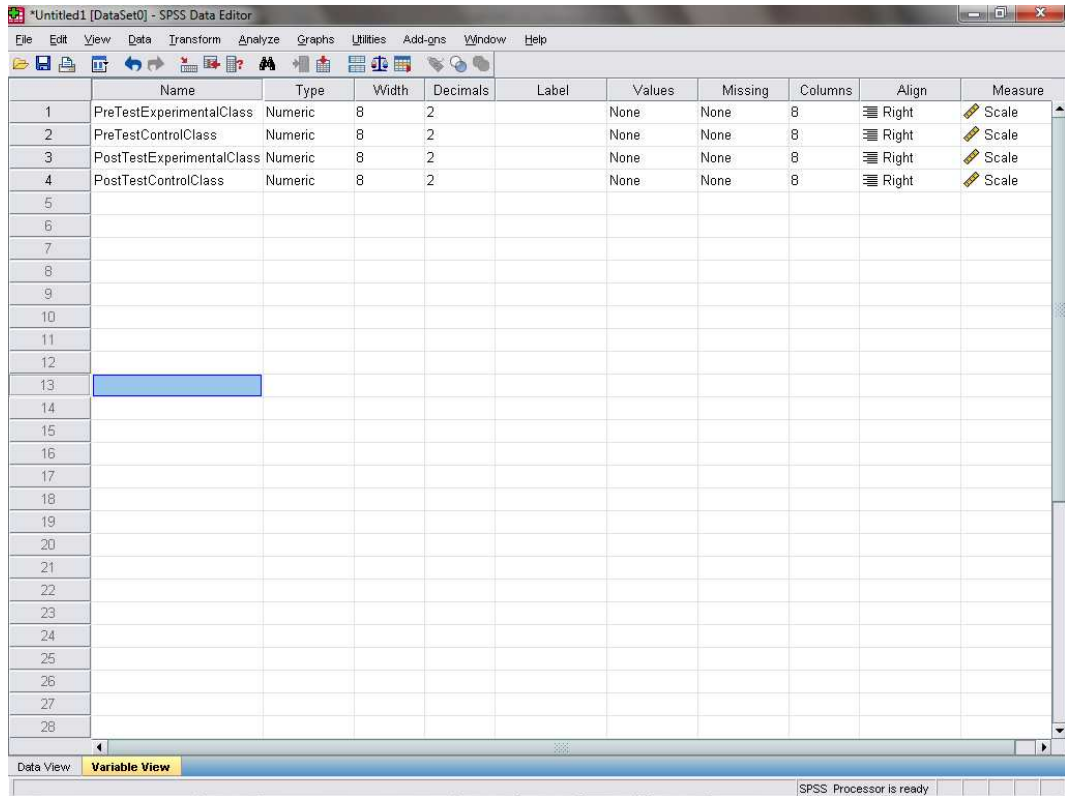 *Untitled1 [DataSet0] - SPSS Data Editor
File Edit View Data Transform Analyze Graphs Utilities Add-ons Window Help
Name Type Width Decimals Label Values Missing Columns Align Measure
1 PreTestExperimentalClass Numeric 8 2 None None 8 Right Scale
2 PreTestControlClass Numeric 8 2 None None 8 Right Scale
3 PostTestExperimentalClass Numeric 8 2 None None 8 Right Scale
4 PostTestControlClass Numeric 8 2 None None 8 Right Scale
5
6
7
8
9
10
11
12
13
14
15
16
17
18
19
20
21
22
23
24
25
26
27
28
Data View Variable View
SPSS Processor is ready